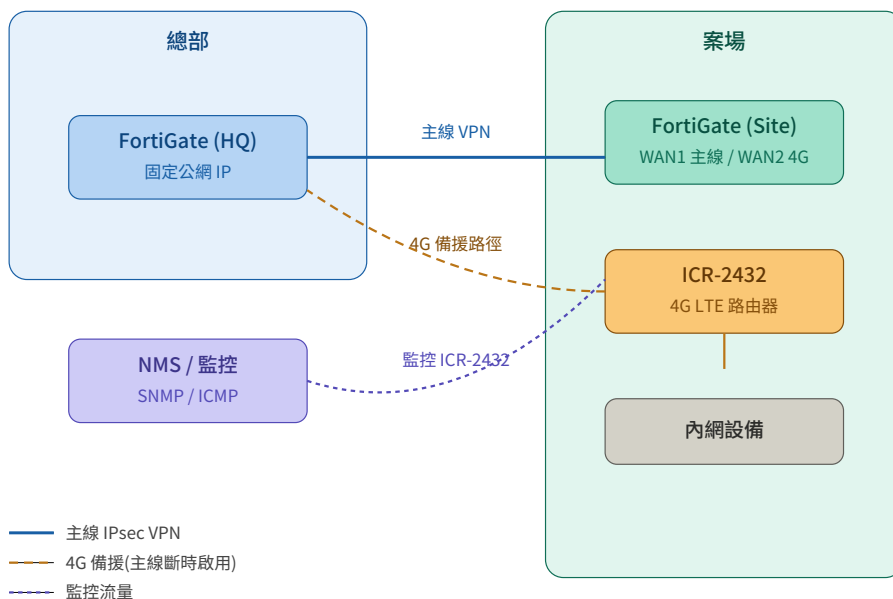 總部
案場
FortiGate (HQ)
固定公網 IP
主線 VPN
FortiGate (Site)
WAN1 主線 / WAN2 4G
4G 備援路徑
ICR-2432
4G LTE 路由器
NMS / 監控
SNMP / ICMP
監控 ICR-2432
內網設備
主線 IPsec VPN
4G 備援(主線斷時啟用)
監控流量